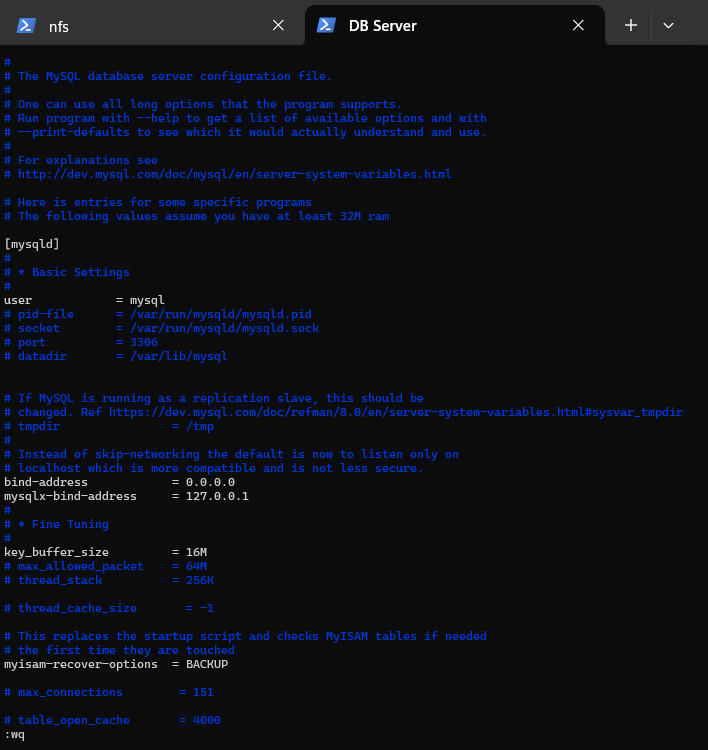 nfs
DB Server
#
# The MySQL database server configuration file.
#
# One can use all long options that the program supports.
# Run program with --help to get a list of available options and with
# --print-defaults to see which it would actually understand and use.
#
# For explanations see
# http://dev.mysql.com/doc/mysql/en/server-system-variables.html
# Here is entries for some specific programs
# The following values assume you have at least 32M ram
[mysqld]
#
# * Basic Settings
#
user            = mysql
# pid-file      = /var/run/mysqld/mysqld.pid
# socket        = /var/run/mysqld/mysqld.sock
# port          = 3306
# datadir       = /var/lib/mysql
# If MySQL is running as a replication slave, this should be
# changed. Ref https://dev.mysql.com/doc/refman/8.0/en/server-system-variables.html#sysvar_tmpdir
# tmpdir                = /tmp
#
# Instead of skip-networking the default is now to listen only on
# localhost which is more compatible and is not less secure.
bind-address            = 0.0.0.0
mysqlx-bind-address     = 127.0.0.1
#
# * Fine Tuning
#
key_buffer_size         = 16M
# max_allowed_packet    = 64M
# thread_stack          = 256K
# thread_cache_size       = -1
# This replaces the startup script and checks MyISAM tables if needed
# the first time they are touched
myisam-recover-options  = BACKUP
# max_connections        = 151
# table_open_cache       = 4000
:wq